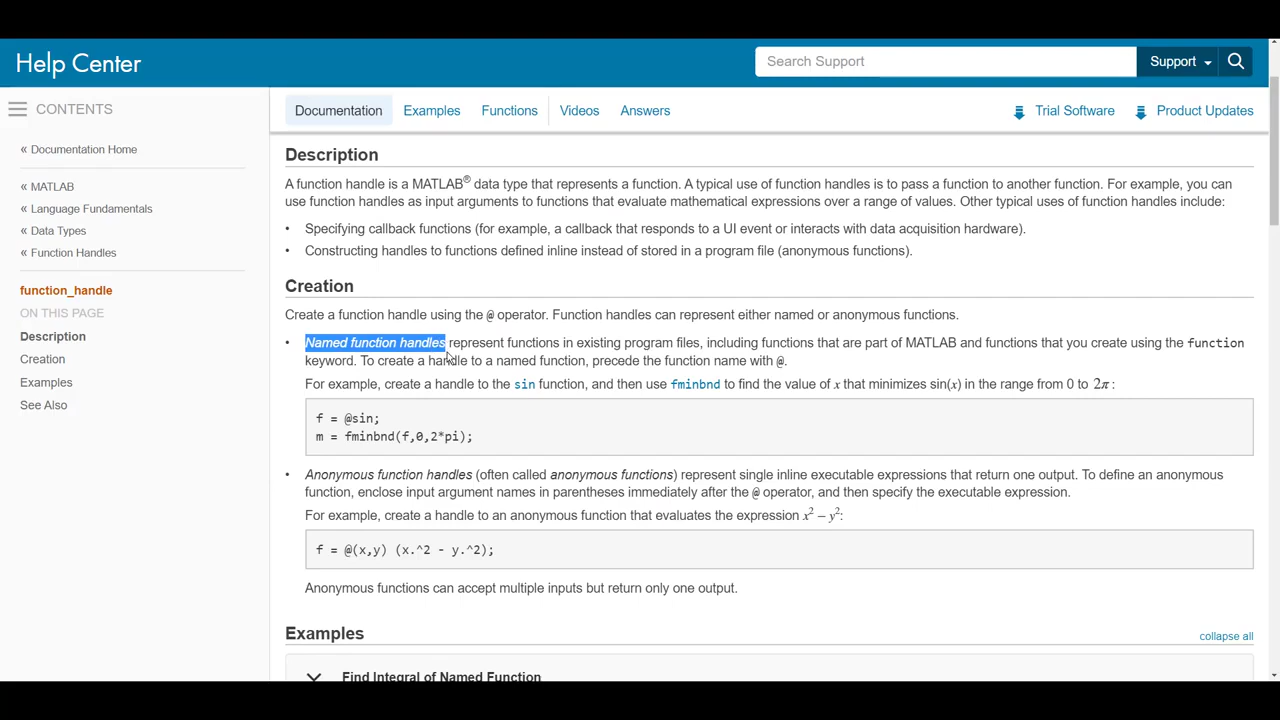 Help Center
Search Support
Support
CONTENTS
Documentation
Examples
Functions
Videos
Answers
Trial Software
Product Updates
« Documentation Home
« MATLAB
« Language Fundamentals
« Data Types
« Function Handles
function_handle
ON THIS PAGE
Description
Creation
Examples
See Also
Description
A function handle is a MATLAB® data type that represents a function. A typical use of function handles is to pass a function to another function. For example, you can
use function handles as input arguments to functions that evaluate mathematical expressions over a range of values. Other typical uses of function handles include:
• Specifying callback functions (for example, a callback that responds to a UI event or interacts with data acquisition hardware).
• Constructing handles to functions defined inline instead of stored in a program file (anonymous functions).
Creation
Create a function handle using the @ operator. Function handles can represent either named or anonymous functions.
• Named function handles represent functions in existing program files, including functions that are part of MATLAB and functions that you create using the function
keyword. To create a handle to a named function, precede the function name with @.
For example, create a handle to the sin function, and then use fminbnd to find the value of x that minimizes sin(x) in the range from 0 to 2π :
f = @sin;
m = fminbnd(f,0,2*pi);
• Anonymous function handles (often called anonymous functions) represent single inline executable expressions that return one output. To define an anonymous
function, enclose input argument names in parentheses immediately after the @ operator, and then specify the executable expression.
For example, create a handle to an anonymous function that evaluates the expression x² − y²:
f = @(x,y) (x.^2 - y.^2);
Anonymous functions can accept multiple inputs but return only one output.
Examples
collapse all
Find Integral of Named Function